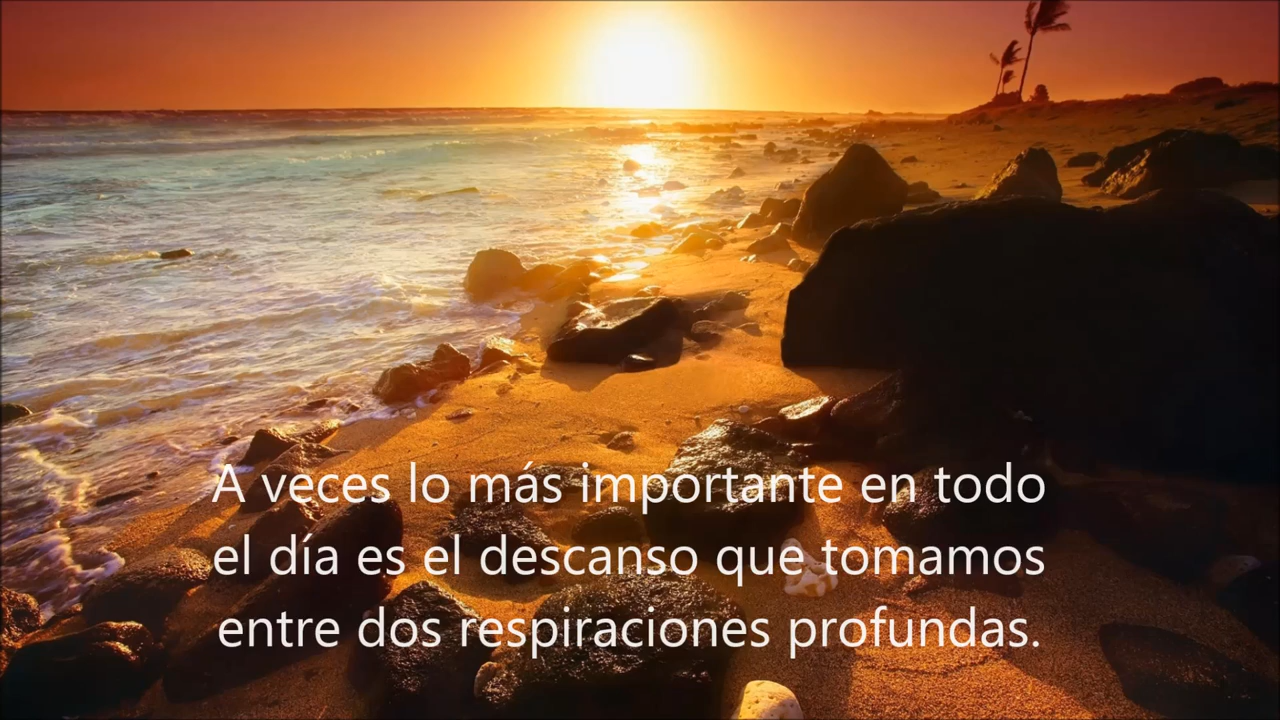 A veces lo más importante en todo
el día es el descanso que tomamos
entre dos respiraciones profundas.